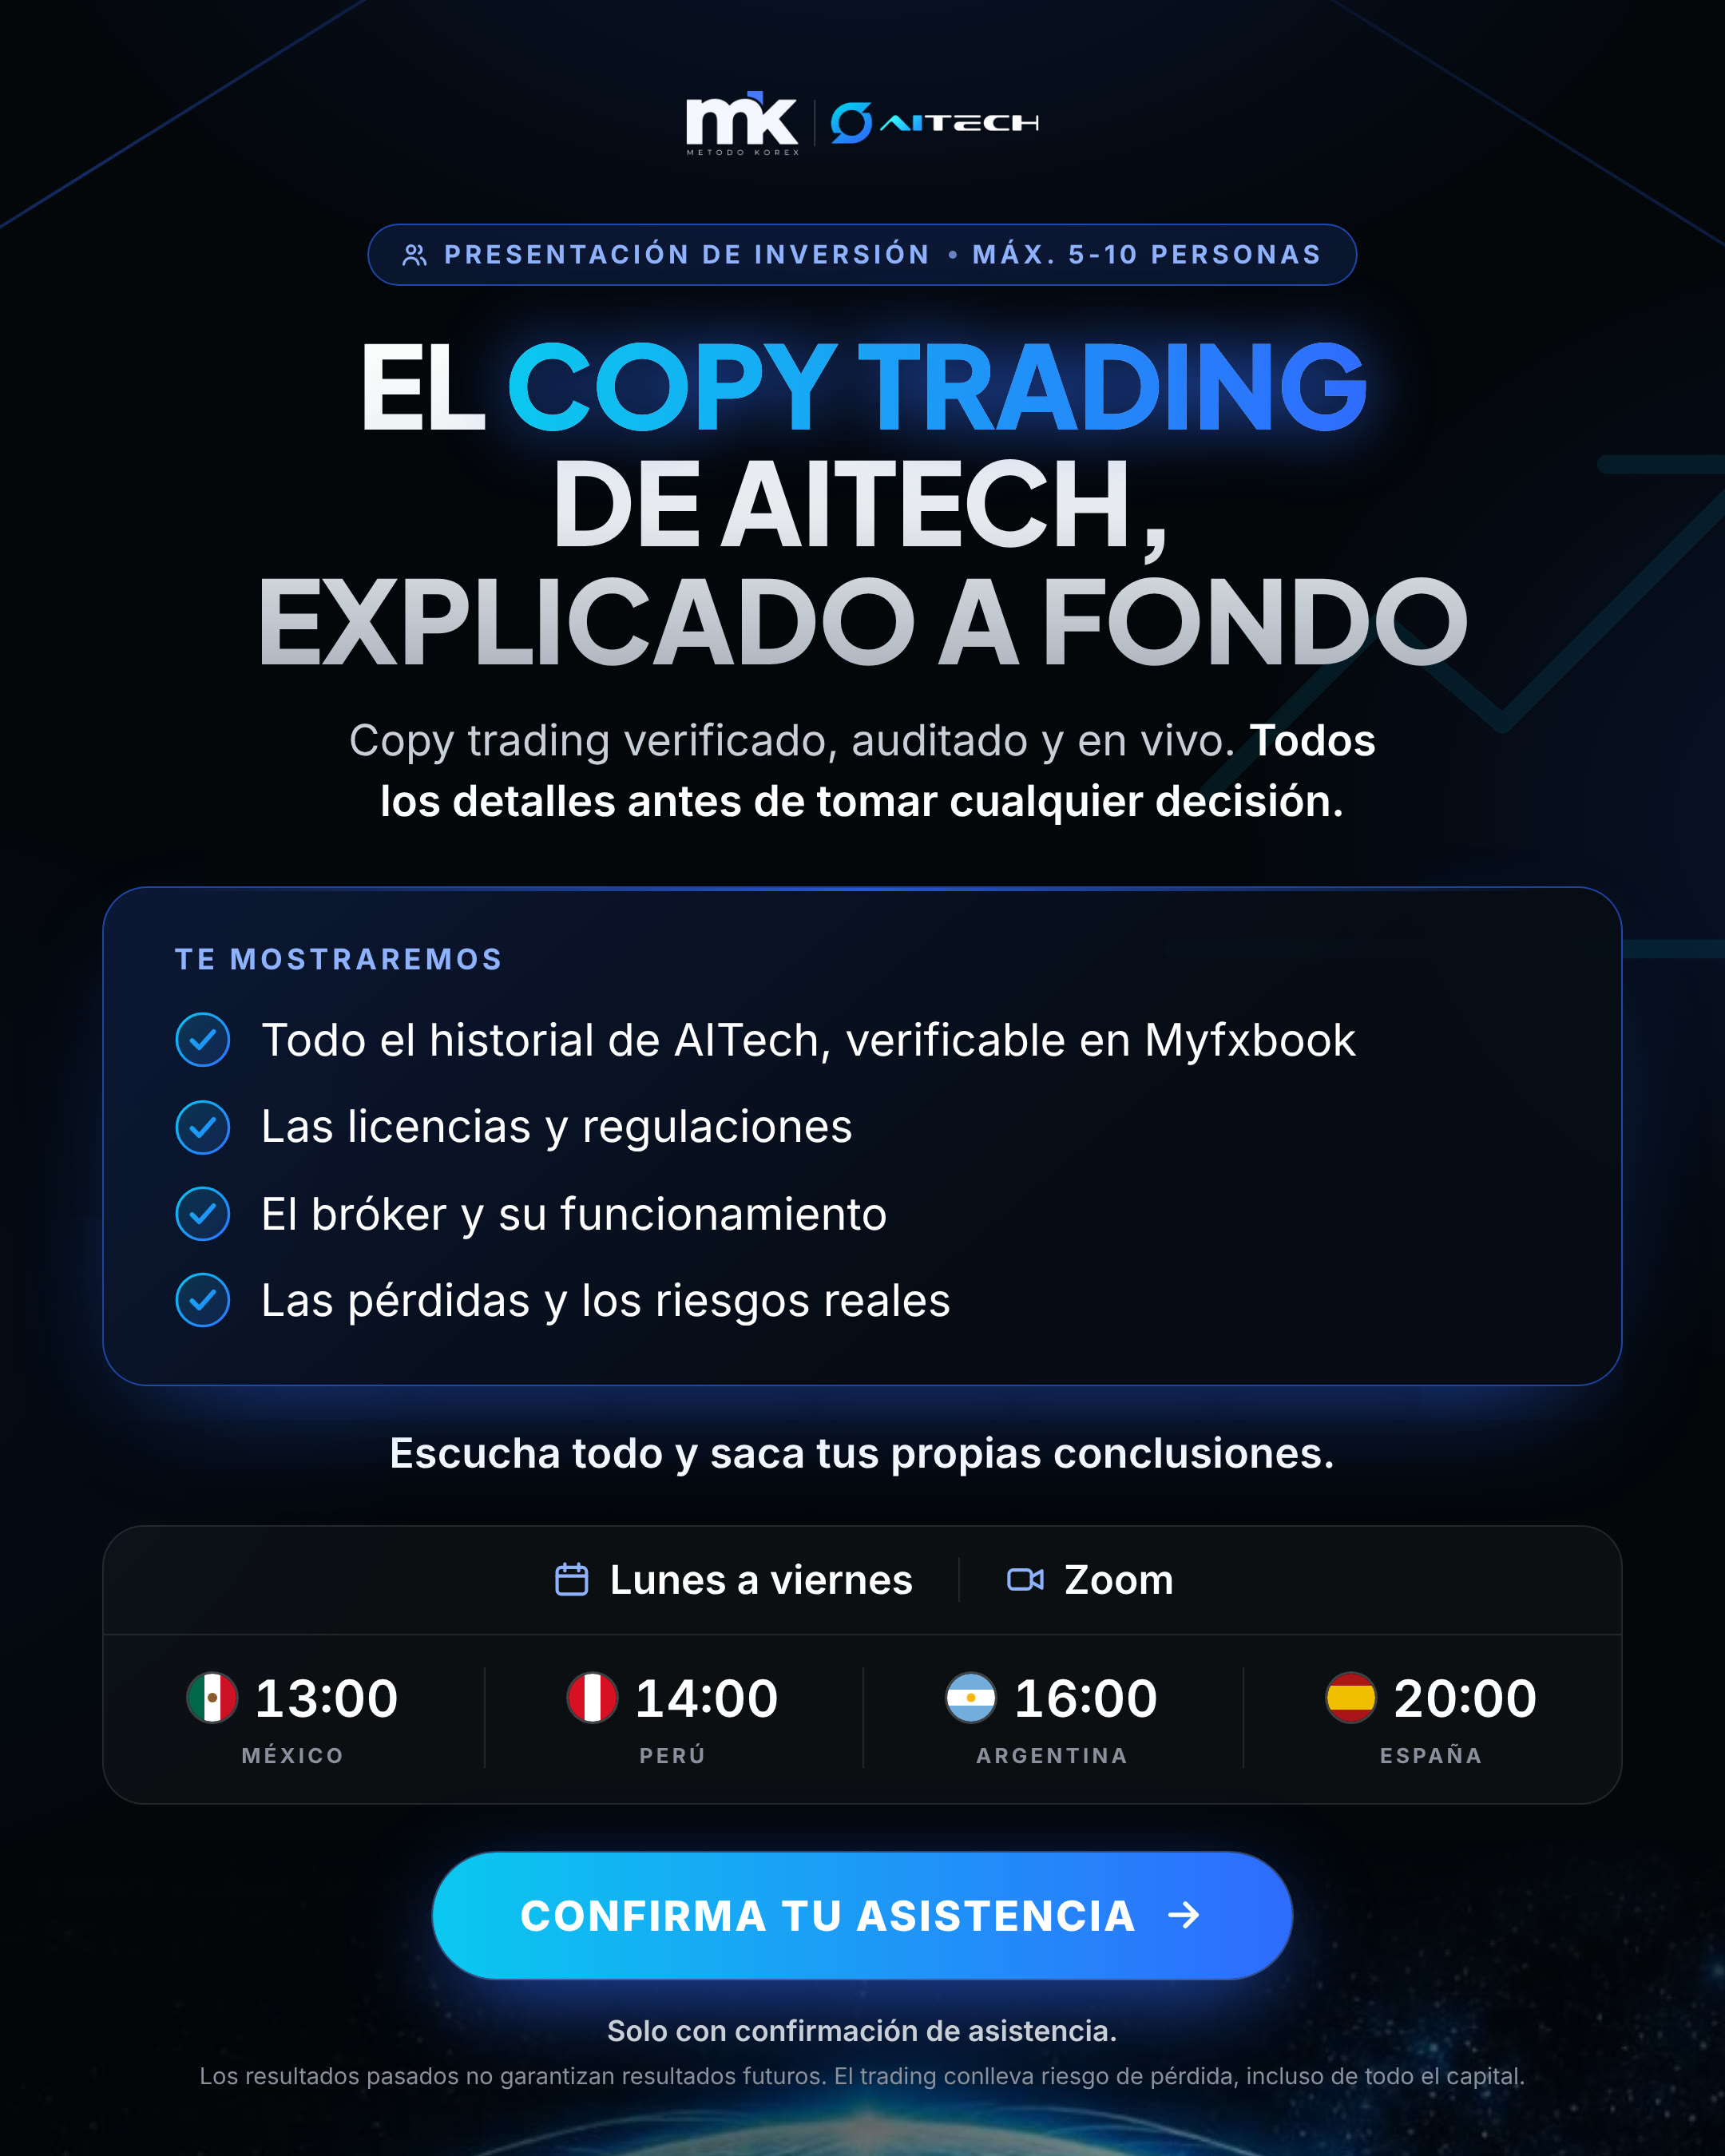 mk
METODO KOREX
AITECH
PRESENTACIÓN DE INVERSIÓN • MÁX. 5-10 PERSONAS
EL COPY TRADING
DE AITECH,
EXPLICADO A FONDO
Copy trading verificado, auditado y en vivo. Todos
los detalles antes de tomar cualquier decisión.
TE MOSTRAREMOS
Todo el historial de AITech, verificable en Myfxbook
Las licencias y regulaciones
El bróker y su funcionamiento
Las pérdidas y los riesgos reales
Escucha todo y saca tus propias conclusiones.
Lunes a viernes
Zoom
13:00
MÉXICO
14:00
PERÚ
16:00
ARGENTINA
20:00
ESPAÑA
CONFIRMA TU ASISTENCIA →
Solo con confirmación de asistencia.
Los resultados pasados no garantizan resultados futuros. El trading conlleva riesgo de pérdida, incluso de todo el capital.